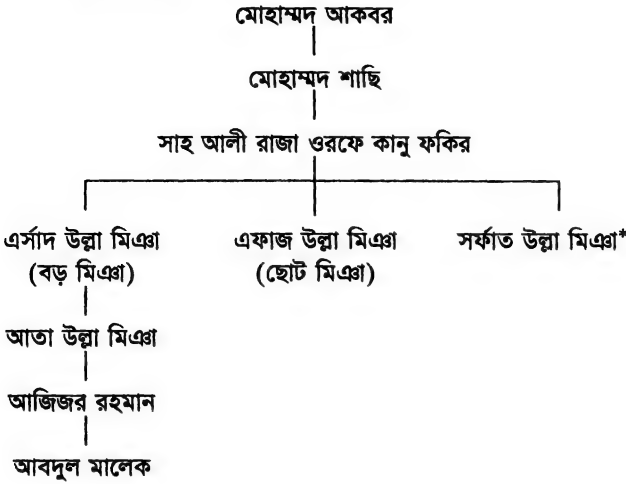 মোহাম্মদ আকবর
মোহাম্মদ শাছি
সাহ আলী রাজা ওরফে কানু ফকির
এর্সাদ উল্লা মিঞা এফাজ উল্লা মিঞা সর্ফাত উল্লা মিঞা*
(বড় মিঞা) (ছোট মিঞা)
আতা উল্লা মিঞা
আজিজর রহমান
আবদুল মালেক